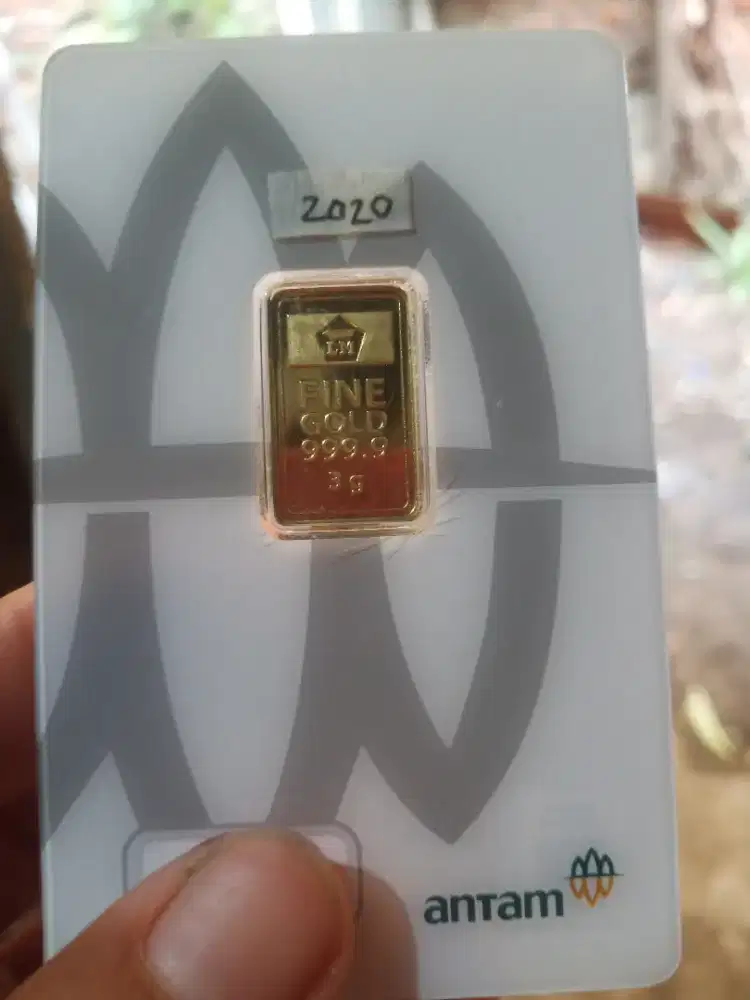 2020
LM
FINE
GOLD
999.9
3 g
antam